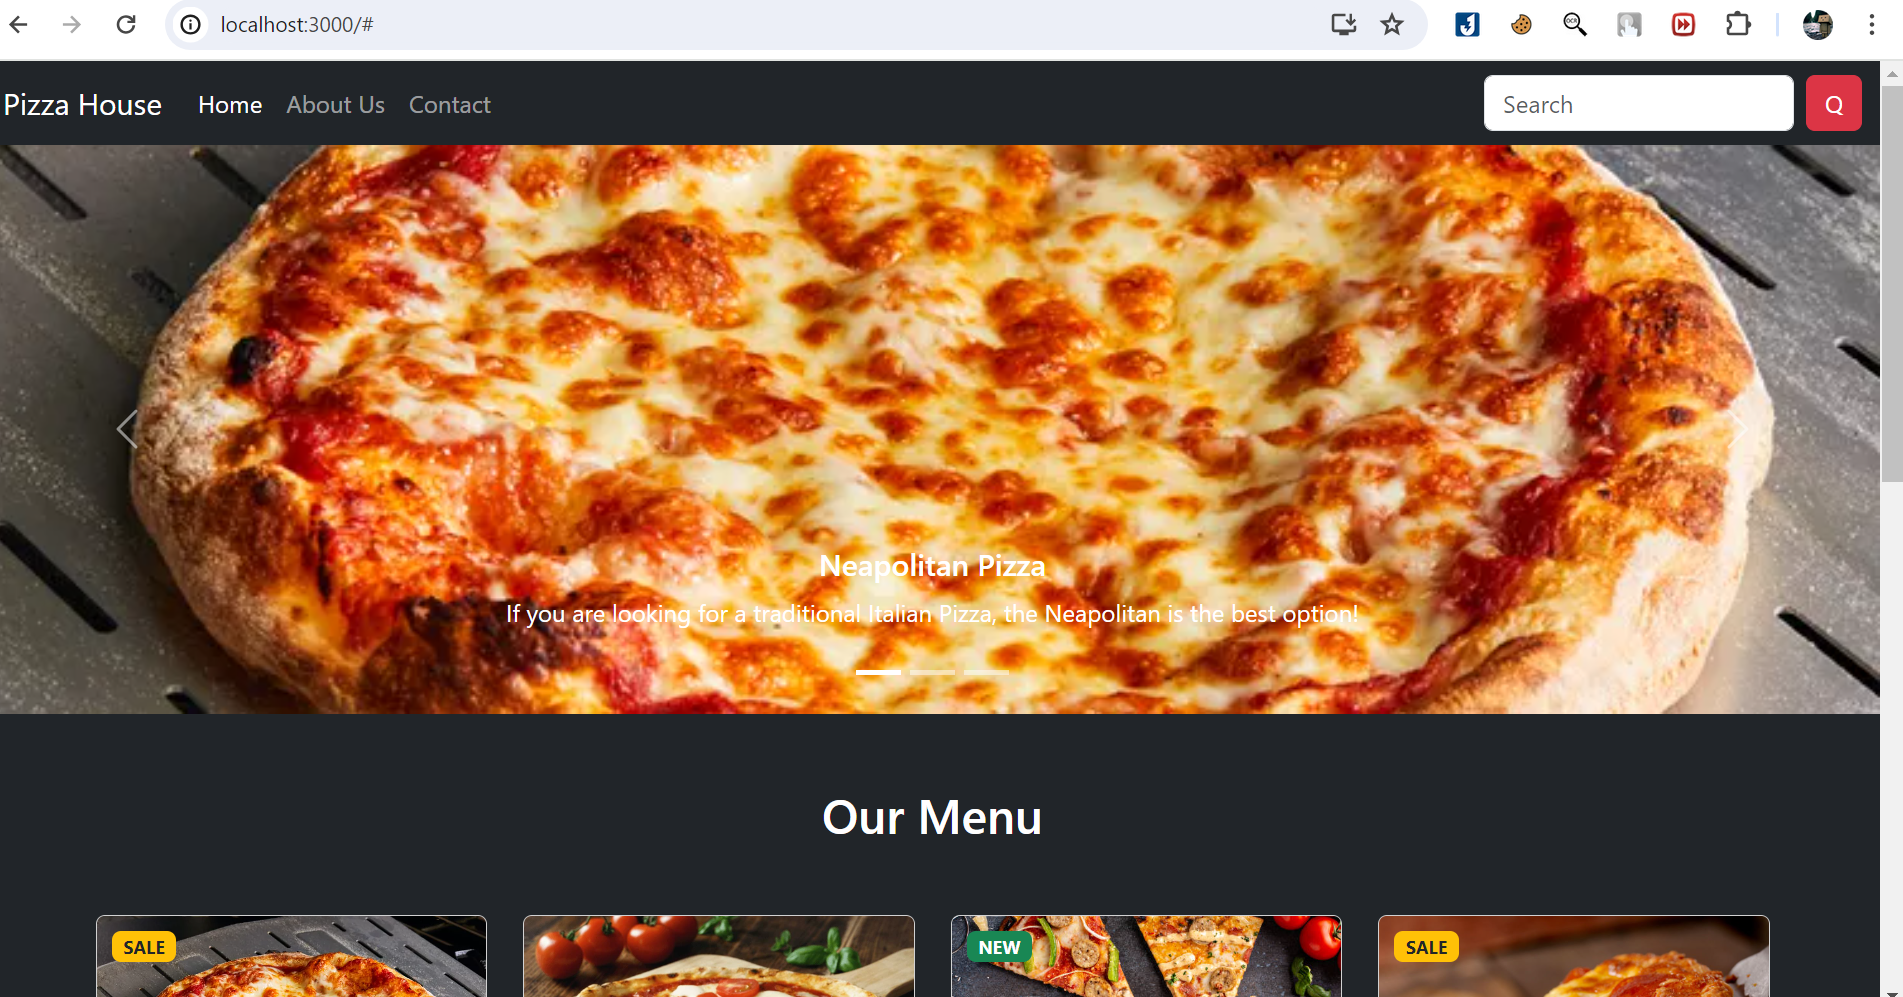 localhost:3000/#
Pizza House Home About Us Contact Search Q
Neapolitan Pizza
If you are looking for a traditional Italian Pizza, the Neapolitan is the best option!
Our Menu
SALE NEW SALE